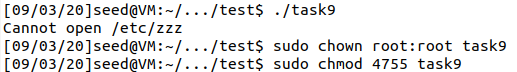 [09/03/20]seed@VM:~/.../test$ ./task9
Cannot open /etc/zzz
[09/03/20]seed@VM:~/.../test$ sudo chown root:root task9
[09/03/20]seed@VM:~/.../test$ sudo chmod 4755 task9